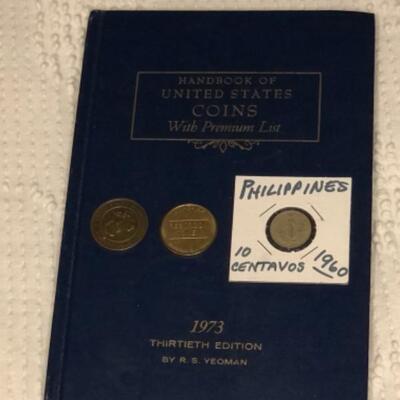 HANDBOOK OF
UNITED STATES
COINS
With Premium List
PHILIPPINES
10
CENTAVOS
1960
1973
THIRTIETH EDITION
BY R. S. YEOMAN